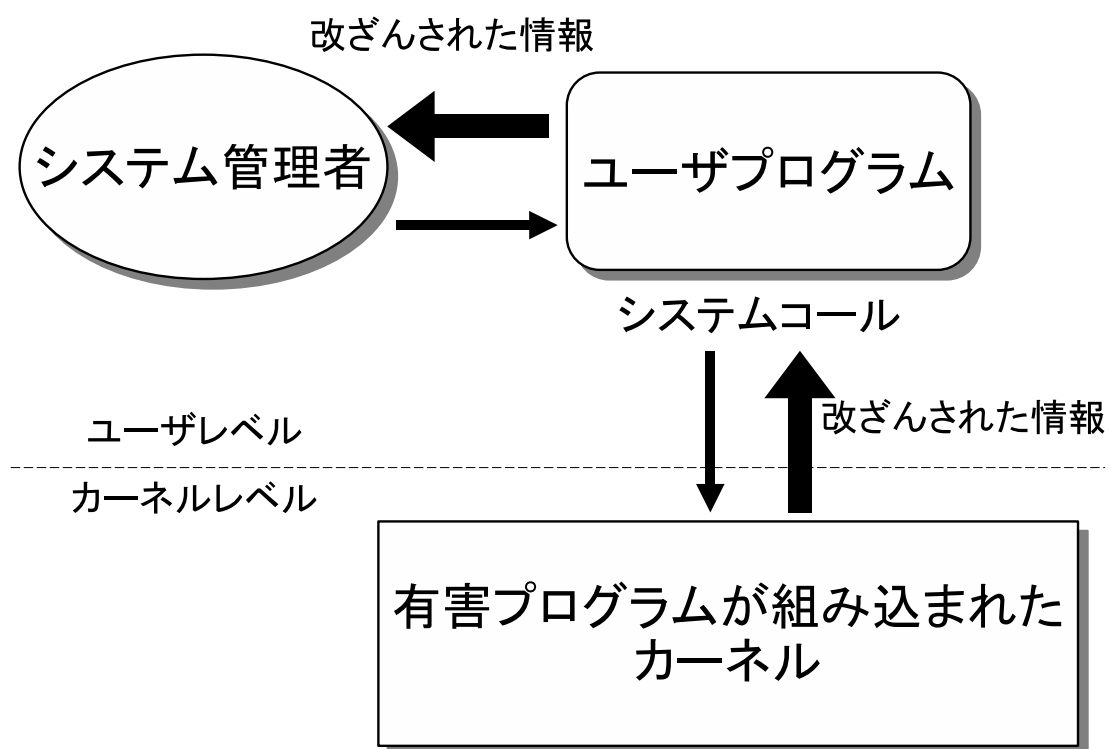 改ざんされた情報
システム管理者
ユーザプログラム
システムコール
改ざんされた情報
ユーザレベル
カーネルレベル
有害プログラムが組み込まれた
カーネル